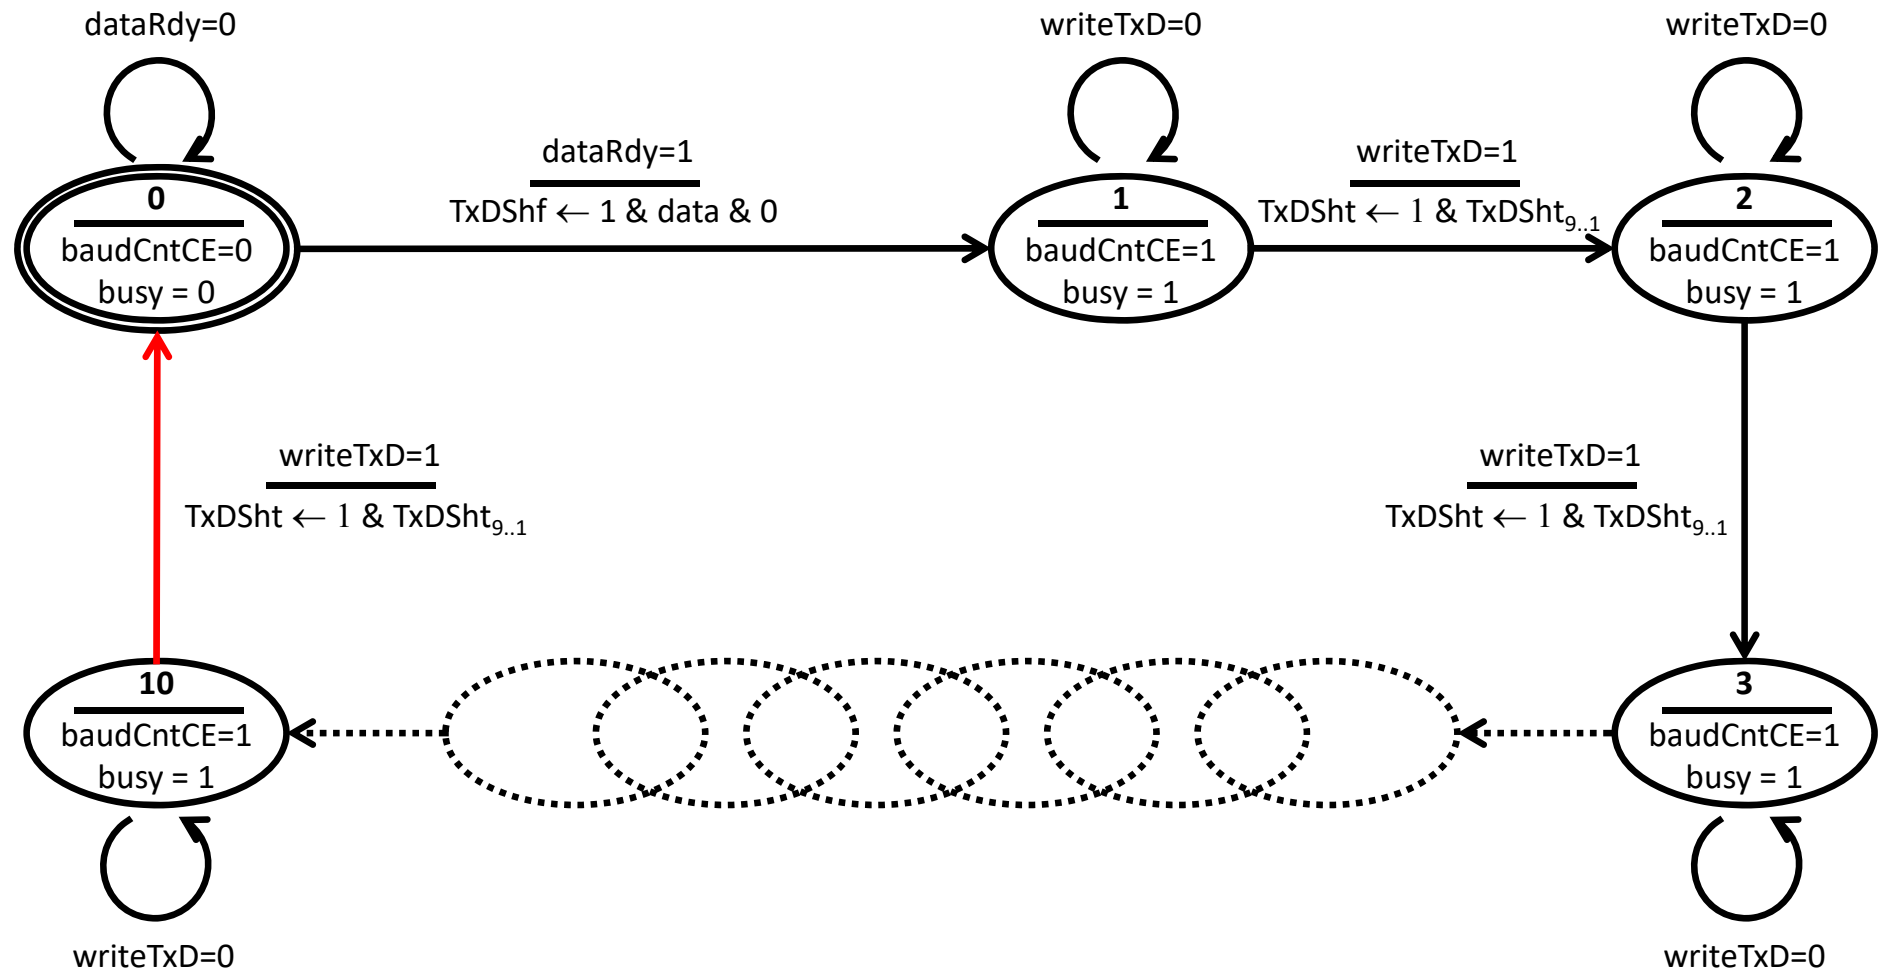 dataRdy=0
writeTxD=0
writeTxD=0
dataRdy=1
TxDShf ← 1 & data & 0
writeTxD=1
TxDSht ← 1 & TxDSht9..1
0
baudCntCE=0
busy = 0
1
baudCntCE=1
busy = 1
2
baudCntCE=1
busy = 1
writeTxD=1
TxDSht ← 1 & TxDSht9..1
writeTxD=1
TxDSht ← 1 & TxDSht9..1
10
baudCntCE=1
busy = 1
3
baudCntCE=1
busy = 1
writeTxD=0
writeTxD=0